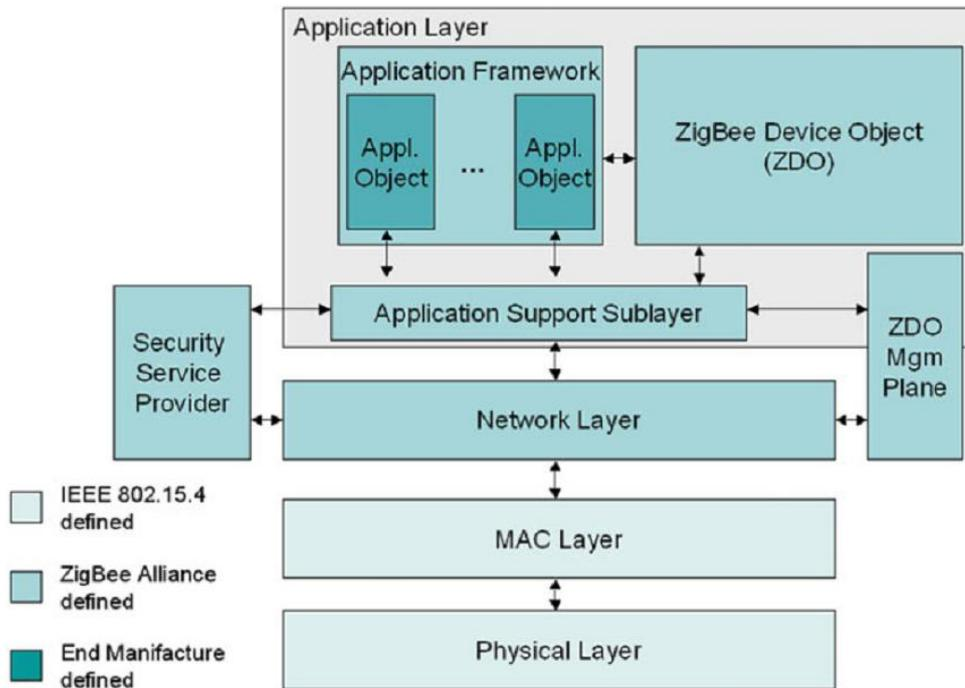 Application Layer
Application Framework
Appl.
Object
...
Appl.
Object
ZigBee Device Object
(ZDO)
Application Support Sublayer
Security
Service
Provider
ZDO
Mgm
Plane
Network Layer
MAC Layer
Physical Layer
IEEE 802.15.4
defined
ZigBee Alliance
defined
End Manifacture
defined